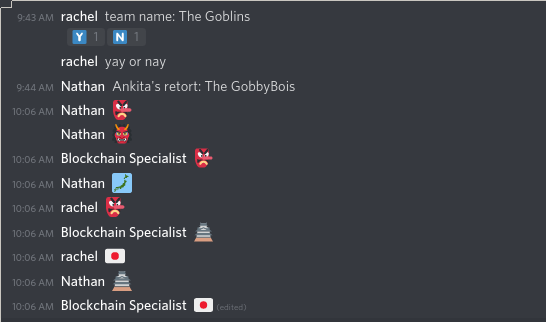 9:43 AM rachel team name: The Goblins
Y 1 N 1
rachel yay or nay
9:44 AM Nathan Ankita's retort: The GobbyBois
10:06 AM Nathan 👺
Nathan 👹
10:06 AM Blockchain Specialist 👺
10:06 AM Nathan 🗾
10:06 AM rachel 👺
10:06 AM Blockchain Specialist 🏯
10:06 AM rachel 🇯🇵
10:06 AM Nathan 🏯
10:06 AM Blockchain Specialist 🇯🇵 (edited)